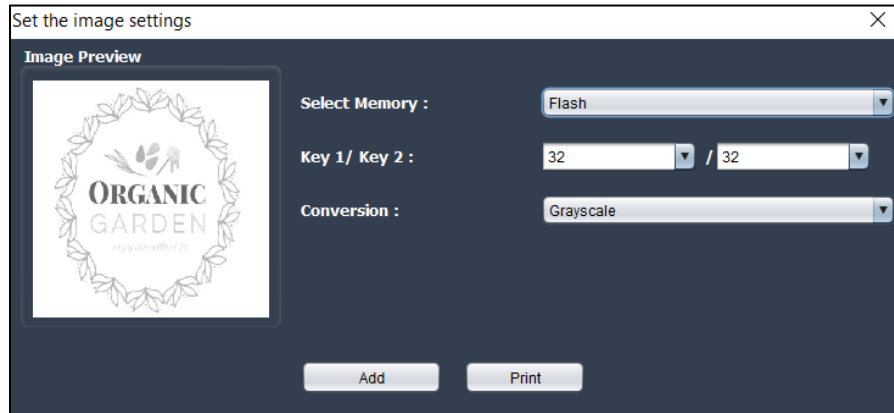 Set the image settings
Image Preview
Select Memory : Flash
Key 1/ Key 2 : 32 / 32
Conversion : Grayscale
ORGANIC
GARDEN
Add Print